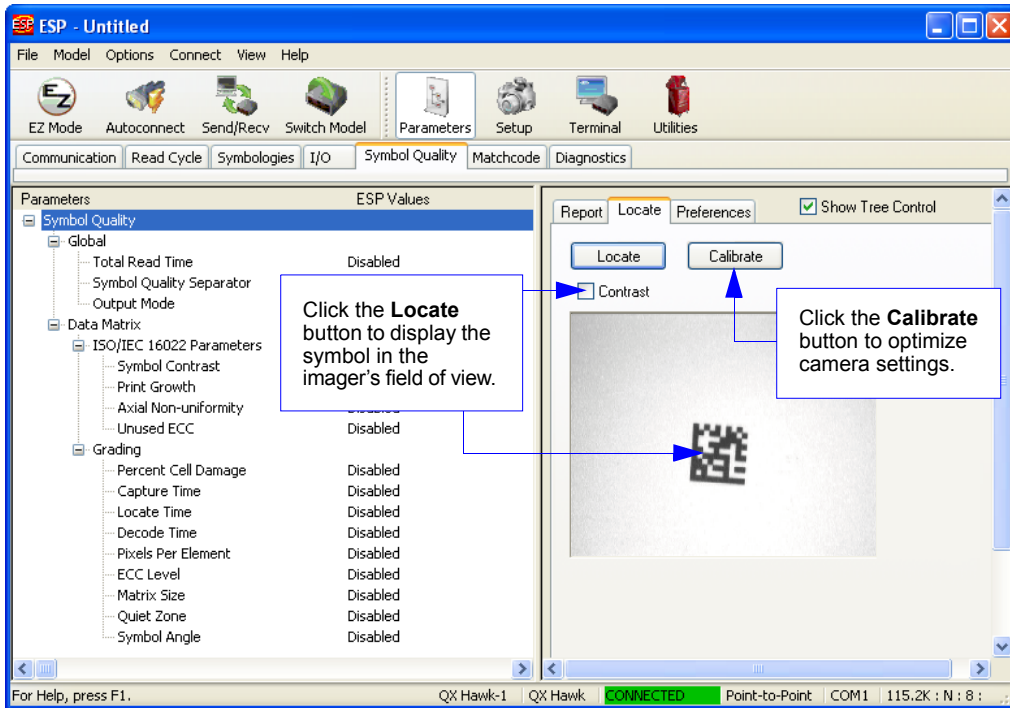 ESP - Untitled
File Model Options Connect View Help
EZ Mode Autoconnect Send/Recv Switch Model Parameters Setup Terminal Utilities
Communication Read Cycle Symbologies I/O Symbol Quality Matchcode Diagnostics
Parameters ESP Values
Symbol Quality
Global
Total Read Time Disabled
Symbol Quality Separator
Output Mode
Data Matrix
ISO/IEC 16022 Parameters
Symbol Contrast
Print Growth
Axial Non-uniformity Disabled
Unused ECC Disabled
Grading
Percent Cell Damage Disabled
Capture Time Disabled
Locate Time Disabled
Decode Time Disabled
Pixels Per Element Disabled
ECC Level Disabled
Matrix Size Disabled
Quiet Zone Disabled
Symbol Angle Disabled
Report Locate Preferences Show Tree Control
Locate Calibrate
Contrast
Click the Locate
button to display the
symbol in the
imager's field of view.
Click the Calibrate
button to optimize
camera settings.
For Help, press F1. QX Hawk-1 QX Hawk CONNECTED Point-to-Point COM1 115.2K : N : 8 :